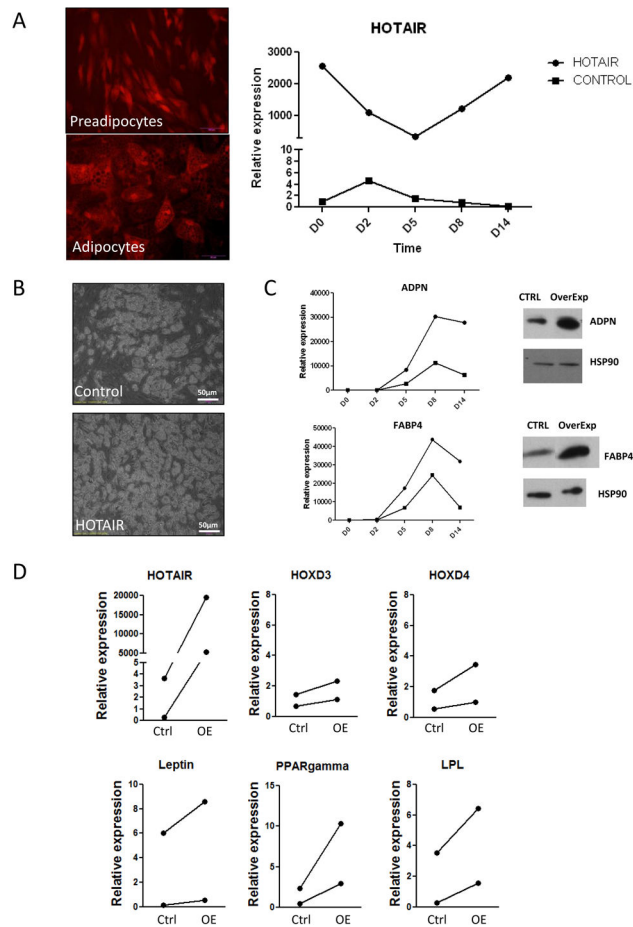 A
Preadipocytes
Adipocytes
HOTAIR
Relative expression
3000
2000
1000
10
8
6
4
2
0
D0 D2 D5 D8 D14
Time
HOTAIR
CONTROL
B
Control
50µm
HOTAIR
50µm
C
ADPN
Relative expression
40000
30000
20000
10000
0
D0 D2 D5 D8 D14
CTRL OverExp
ADPN
HSP90
FABP4
Relative expression
50000
40000
30000
20000
10000
0
D0 D2 D5 D8 D14
CTRL OverExp
FABP4
HSP90
D
HOTAIR
Relative expression
20000
15000
10000
5000
5
4
3
2
1
0
Ctrl OE
HOXD3
Relative expression
8
6
4
2
0
Ctrl OE
HOXD4
Relative expression
8
6
4
2
0
Ctrl OE
Leptin
Relative expression
10
8
6
4
2
0
Ctrl OE
PPARgamma
Relative expression
15
10
5
0
Ctrl OE
LPL
Relative expression
8
6
4
2
0
Ctrl OE